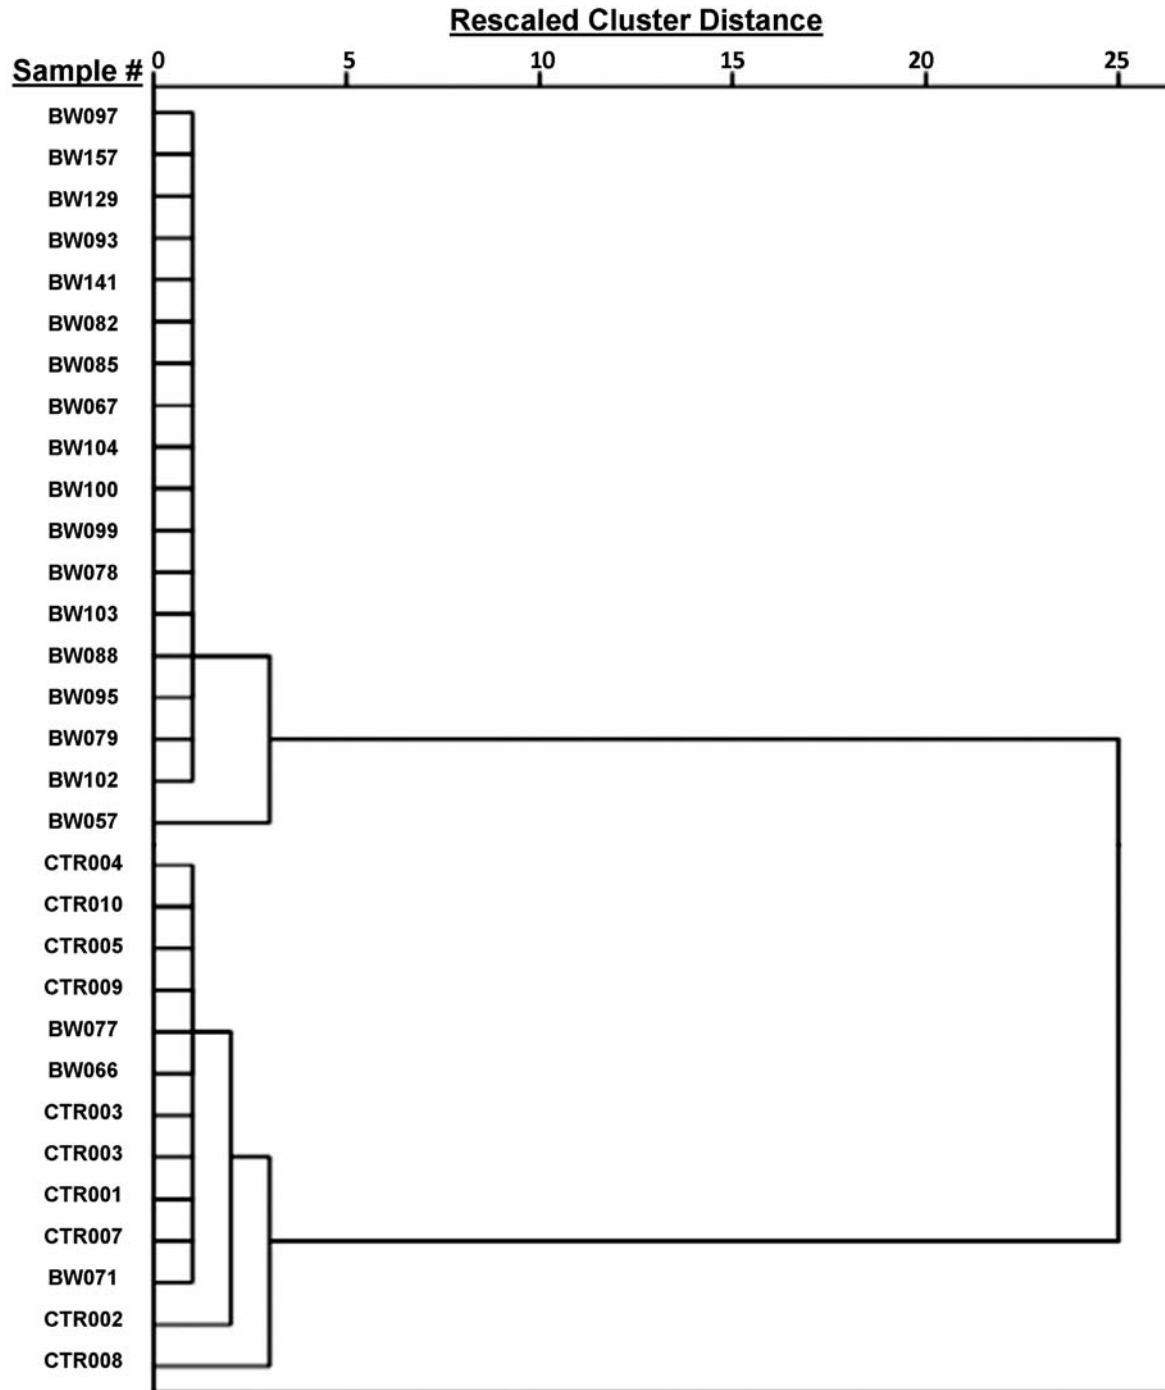 Rescaled Cluster Distance
Sample # 0 5 10 15 20 25
BW097
BW157
BW129
BW093
BW141
BW082
BW085
BW067
BW104
BW100
BW099
BW078
BW103
BW088
BW095
BW079
BW102
BW057
CTR004
CTR010
CTR005
CTR009
BW077
BW066
CTR003
CTR003
CTR001
CTR007
BW071
CTR002
CTR008